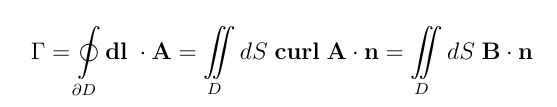 Γ = ∮_{∂D} dl · A = ∬_D dS curl A · n = ∬_D dS B · n